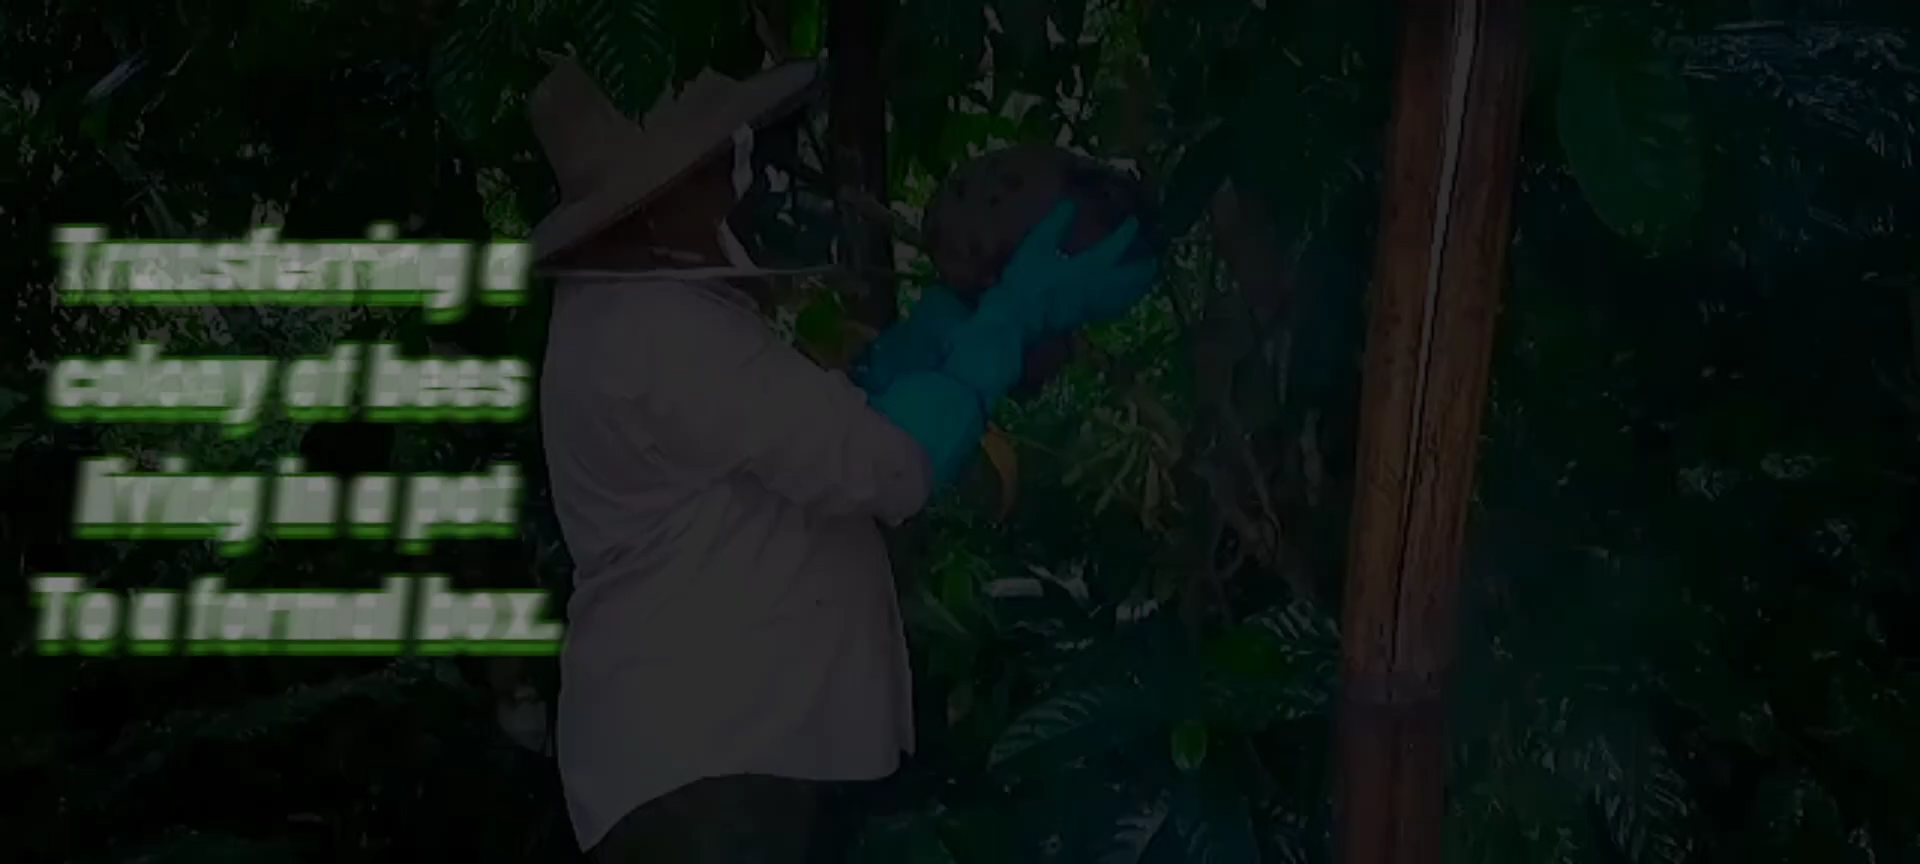 Transferring a
colony of bees
living in a pot
To a formal box.